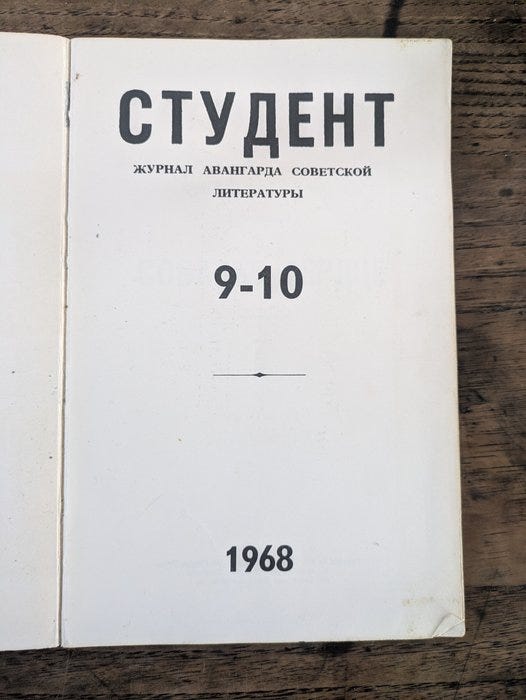 СТУДЕНТ
ЖУРНАЛ АВАНГАРДА СОВЕТСКОЙ
ЛИТЕРАТУРЫ
9-10
1968